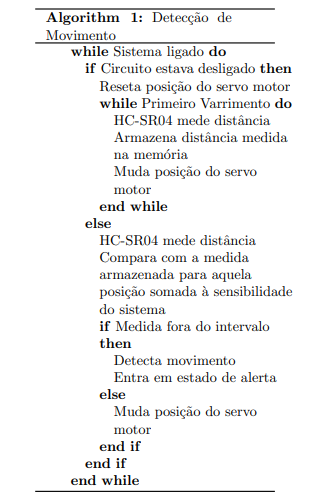 Algorithm 1: Detecção de
Movimento
while Sistema ligado do
if Circuito estava desligado then
Reseta posição do servo motor
while Primeiro Varrimento do
HC-SR04 mede distância
Armazena distância medida
na memória
Muda posição do servo
motor
end while
else
HC-SR04 mede distância
Compara com a medida
armazenada para aquela
posição somada à sensibilidade
do sistema
if Medida fora do intervalo
then
Detecta movimento
Entra em estado de alerta
else
Muda posição do servo
motor
end if
end if
end while